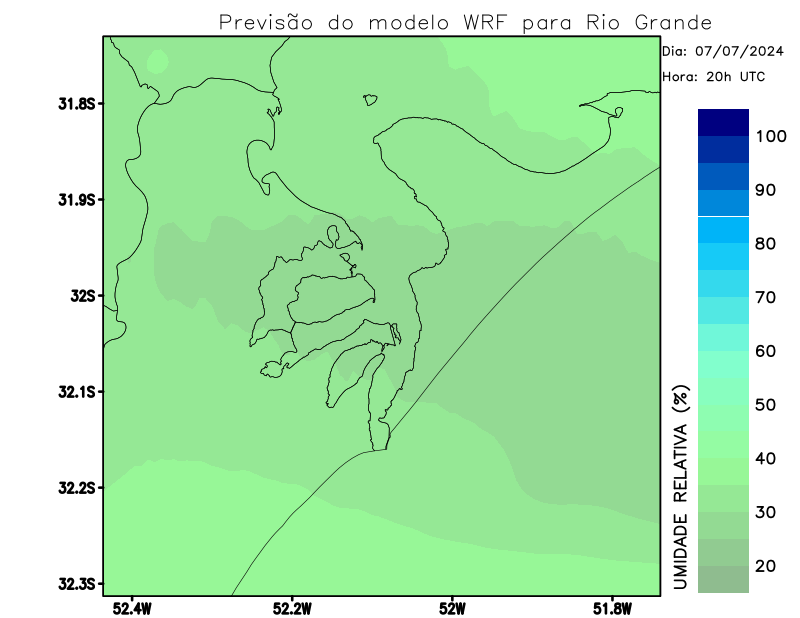 Previsão do modelo WRF para Rio Grande
Dia: 07/07/2024
Hora: 20h UTC
31.8S
31.9S
32S
32.1S
32.2S
32.3S
52.4W
52.2W
52W
51.8W
100
90
80
70
60
50
40
30
20
UMIDADE RELATIVA (%)